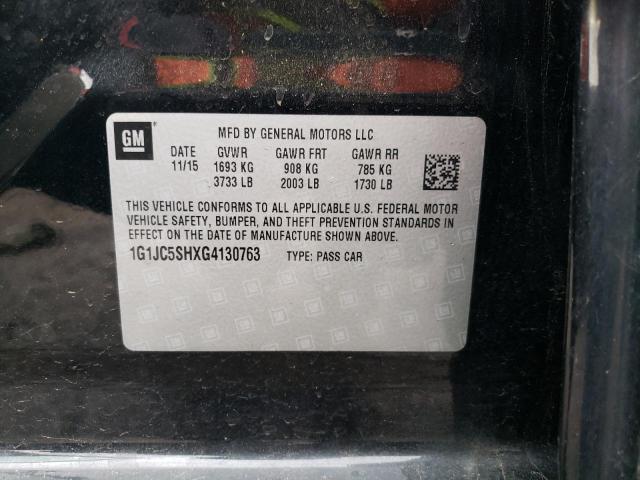 GM
MFD BY GENERAL MOTORS LLC
DATE GVWR GAWR FRT GAWR RR
11/15 1693 KG 908 KG 785 KG
3733 LB 2003 LB 1730 LB
THIS VEHICLE CONFORMS TO ALL APPLICABLE U.S. FEDERAL MOTOR
VEHICLE SAFETY, BUMPER, AND THEFT PREVENTION STANDARDS IN
EFFECT ON THE DATE OF MANUFACTURE SHOWN ABOVE.
1G1JC5SHXG4130763 TYPE: PASS CAR